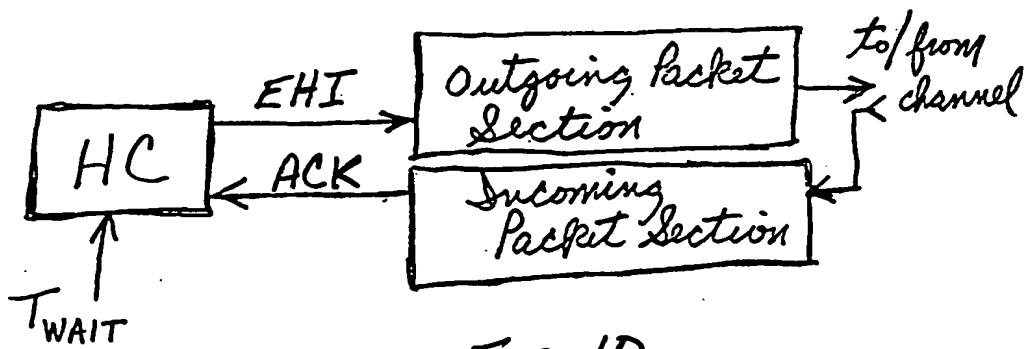 HC
EHI
ACK
TWAIT
Outgoing Packet
Section
Incoming
Packet Section
to/from
channel